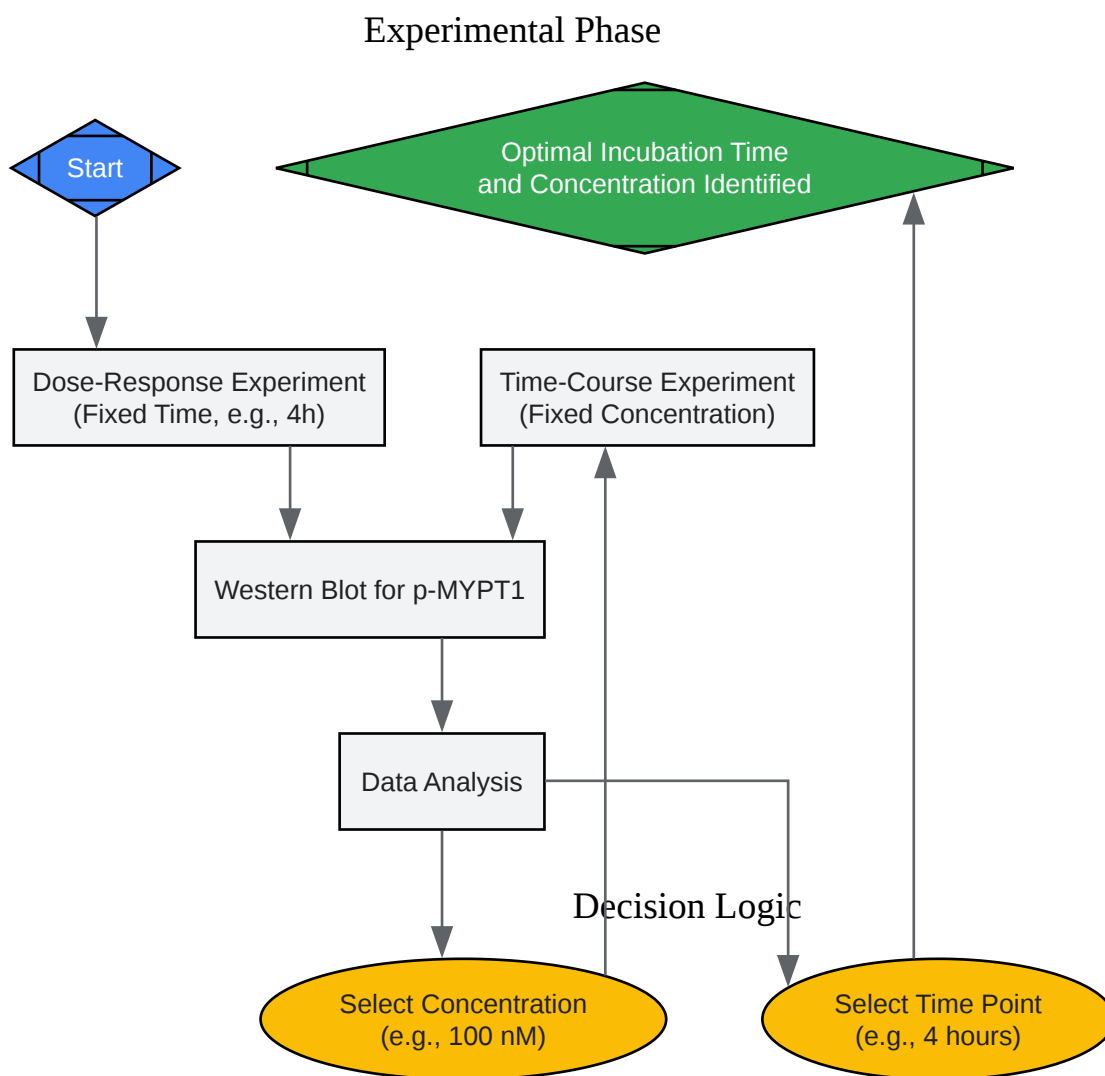 Experimental Phase
Start
Optimal Incubation Time
and Concentration Identified
Dose-Response Experiment
(Fixed Time, e.g., 4h)
Time-Course Experiment
(Fixed Concentration)
Western Blot for p-MYPT1
Data Analysis
Decision Logic
Select Concentration
(e.g., 100 nM)
Select Time Point
(e.g., 4 hours)